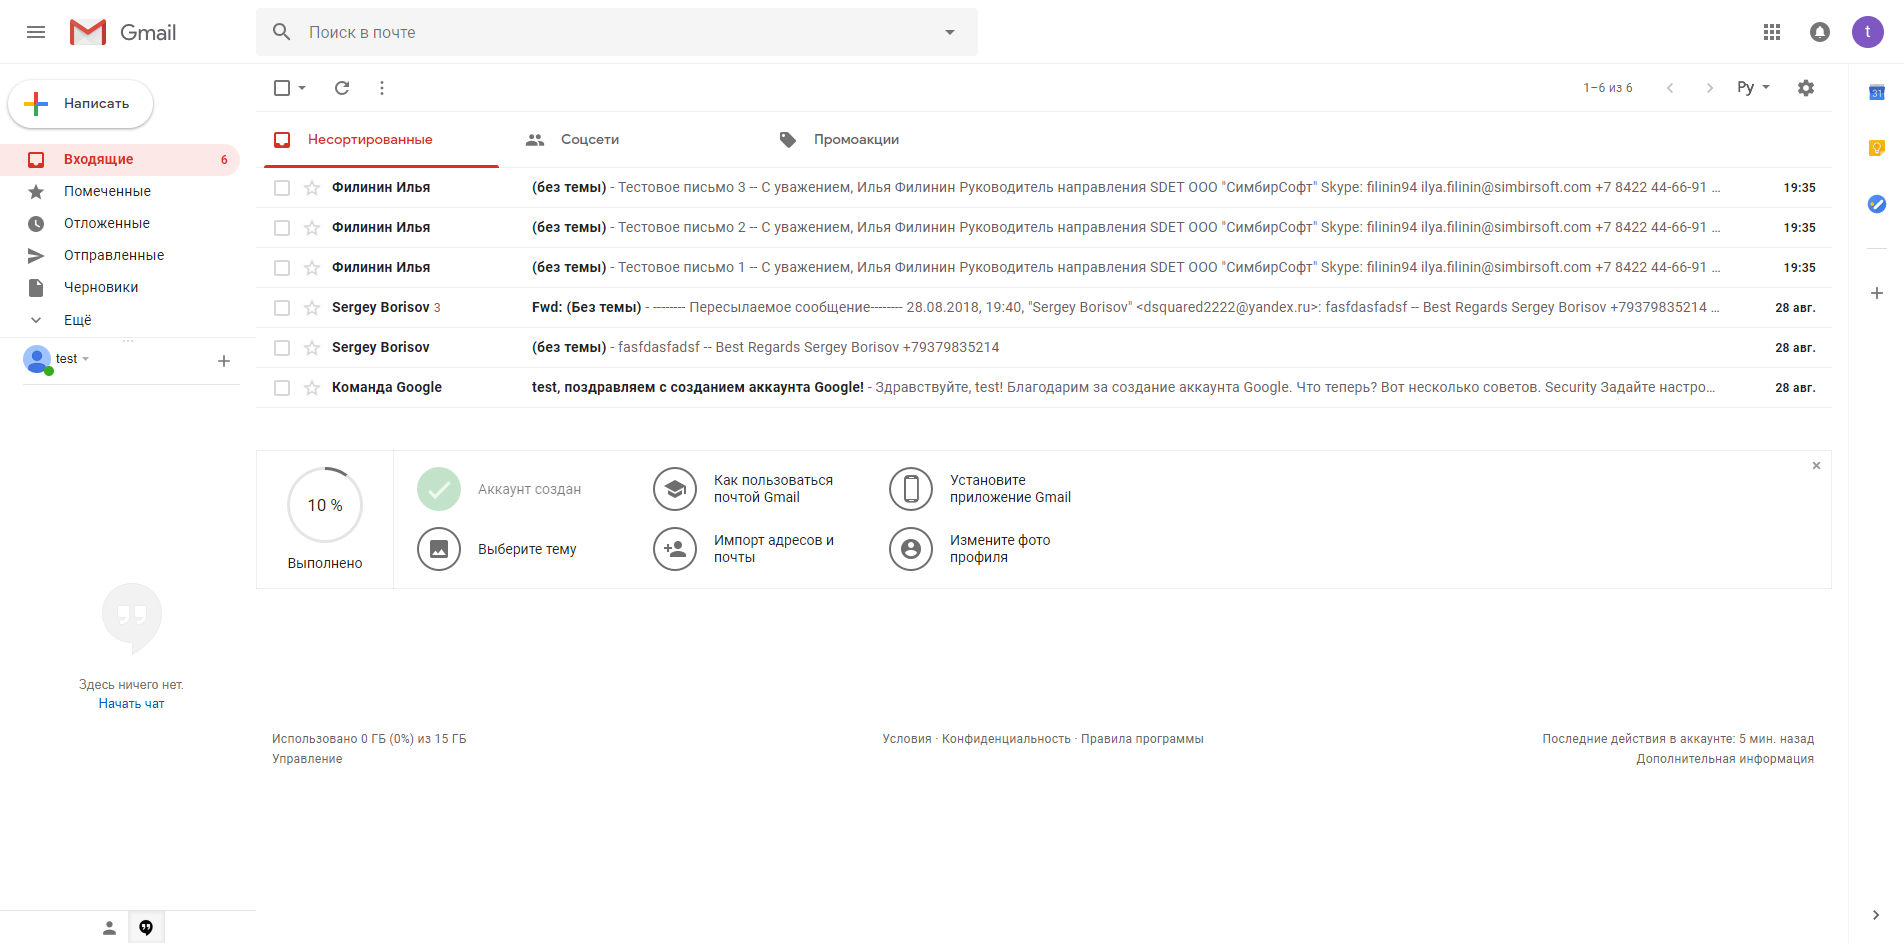 Gmail
Поиск в почте
t
Написать
1–6 из 6
Ру
31
Входящие 6
Помеченные
Отложенные
Отправленные
Черновики
Ещё
test
Здесь ничего нет.
Начать чат
Несортированные Соцсети Промоакции
Филинин Илья (без темы) - Тестовое письмо 3 -- С уважением, Илья Филинин Руководитель направления SDET ООО "СимбирСофт" Skype: filinin94 ilya.filinin@simbirsoft.com +7 8422 44-66-91 … 19:35
Филинин Илья (без темы) - Тестовое письмо 2 -- С уважением, Илья Филинин Руководитель направления SDET ООО "СимбирСофт" Skype: filinin94 ilya.filinin@simbirsoft.com +7 8422 44-66-91 … 19:35
Филинин Илья (без темы) - Тестовое письмо 1 -- С уважением, Илья Филинин Руководитель направления SDET ООО "СимбирСофт" Skype: filinin94 ilya.filinin@simbirsoft.com +7 8422 44-66-91 … 19:35
Sergey Borisov 3 Fwd: (Без темы) - -------- Пересылаемое сообщение-------- 28.08.2018, 19:40, "Sergey Borisov" <dsquared2222@yandex.ru>: fasfdasfadsf -- Best Regards Sergey Borisov +79379835214 … 28 авг.
Sergey Borisov (без темы) - fasfdasfadsf -- Best Regards Sergey Borisov +79379835214 28 авг.
Команда Google test, поздравляем с созданием аккаунта Google! - Здравствуйте, test! Благодарим за создание аккаунта Google. Что теперь? Вот несколько советов. Security Задайте настро… 28 авг.
10 %
Выполнено
Аккаунт создан
Как пользоваться
почтой Gmail
Установите
приложение Gmail
Выберите тему
Импорт адресов и
почты
Измените фото
профиля
Использовано 0 ГБ (0%) из 15 ГБ
Управление
Условия · Конфиденциальность · Правила программы
Последние действия в аккаунте: 5 мин. назад
Дополнительная информация